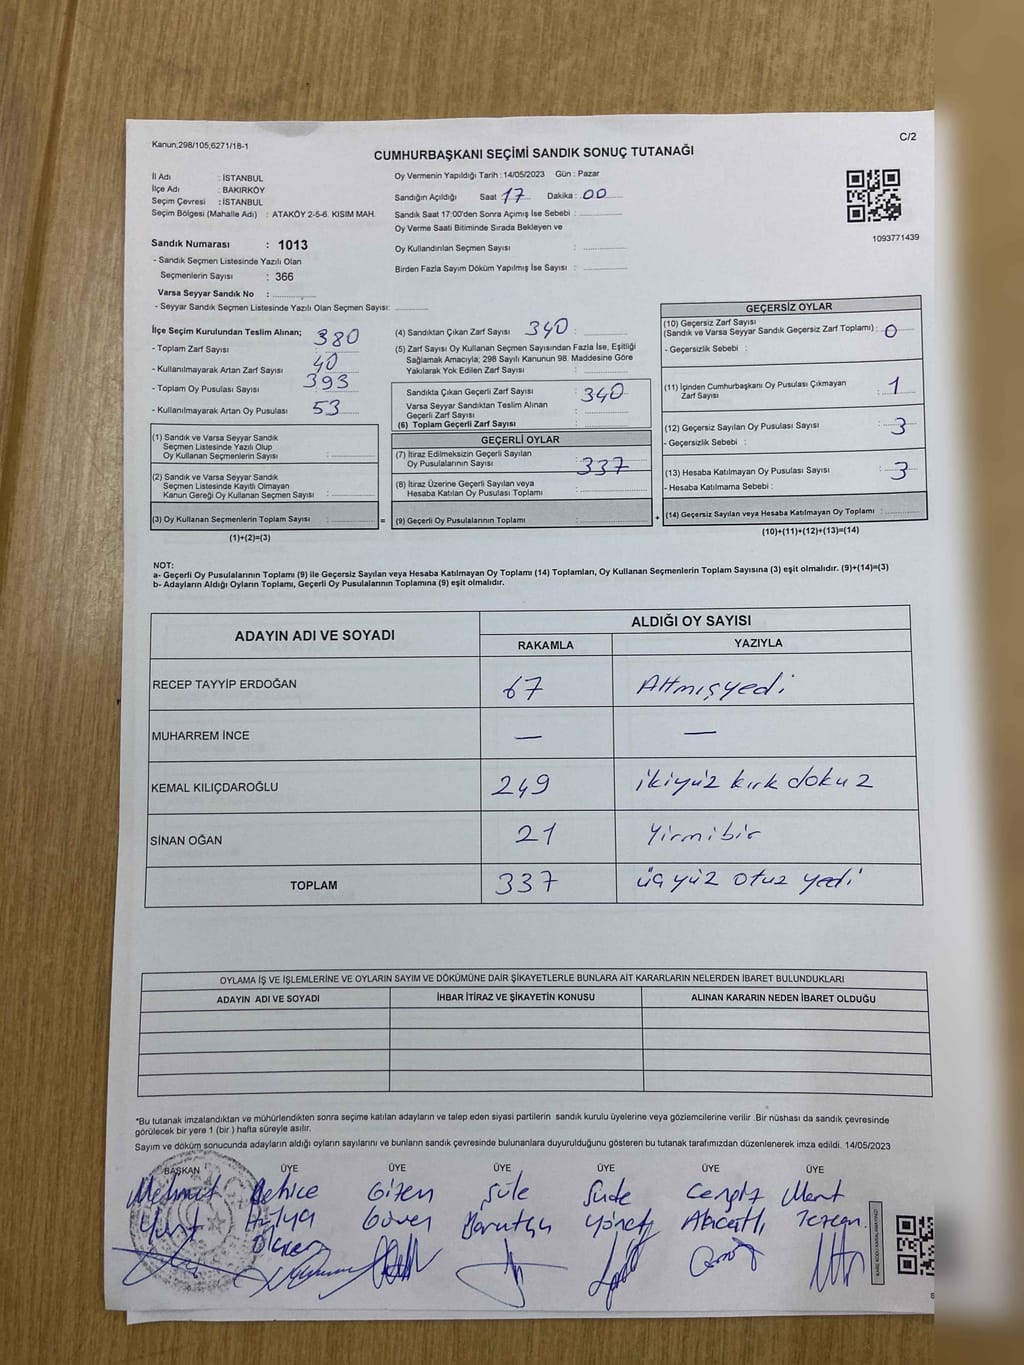 Kanun,298/105,6271/18-1
C/2
CUMHURBAŞKANI SEÇİMİ SANDIK SONUÇ TUTANAĞI
İl Adı : İSTANBUL
İlçe Adı : BAKIRKÖY
Seçim Çevresi : İSTANBUL
Seçim Bölgesi (Mahalle Adı) : ATAKÖY 2-5-6. KISIM MAH.
Sandık Numarası : 1013
- Sandık Seçmen Listesinde Yazılı Olan
Seçmenlerin Sayısı : 366
Varsa Seyyar Sandık No :
- Seyyar Sandık Seçmen Listesinde Yazılı Olan Seçmen Sayısı:
Oy Vermenin Yapıldığı Tarih : 14/05/2023 Gün : Pazar
Sandığın Açıldığı Saat 17 Dakika : 00
Sandık Saat 17:00'den Sonra Açımış İse Sebebi :
Oy Verme Saati Bitiminde Sırada Bekleyen ve
Oy Kullandırılan Seçmen Sayısı :
Birden Fazla Sayım Döküm Yapılmış İse Sayısı :
1093771439
İlçe Seçim Kurulundan Teslim Alınan;
- Toplam Zarf Sayısı : 380
- Kullanılmayarak Artan Zarf Sayısı : 40
- Toplam Oy Pusulası Sayısı : 393
- Kullanılmayarak Artan Oy Pusulası : 53
(1) Sandık ve Varsa Seyyar Sandık
Seçmen Listesinde Yazılı Olup
Oy Kullanan Seçmenlerin Sayısı :
(2) Sandık ve Varsa Seyyar Sandık
Seçmen Listesinde Kayıtlı Olmayan
Kanun Gereği Oy Kullanan Seçmen Sayısı :
(3) Oy Kullanan Seçmenlerin Toplam Sayısı :
(1)+(2)=(3)
(4) Sandıktan Çıkan Zarf Sayısı : 340
(5) Zarf Sayısı Oy Kullanan Seçmen Sayısından Fazla İse, Eşitliği
Sağlamak Amacıyla; 298 Sayılı Kanunun 98. Maddesine Göre
Yakılarak Yok Edilen Zarf Sayısı :
Sandıkta Çıkan Geçerli Zarf Sayısı : 340
Varsa Seyyar Sandıktan Teslim Alınan
Geçerli Zarf Sayısı :
(6) Toplam Geçerli Zarf Sayısı :
GEÇERLİ OYLAR
(7) İtiraz Edilmeksizin Geçerli Sayılan
Oy Pusulalarının Sayısı : 337
(8) İtiraz Üzerine Geçerli Sayılan veya
Hesaba Katılan Oy Pusulası Toplamı :
= (9) Geçerli Oy Pusulalarının Toplamı : +
GEÇERSİZ OYLAR
(10) Geçersiz Zarf Sayısı
(Sandık ve Varsa Seyyar Sandık Geçersiz Zarf Toplamı) : 0
- Geçersizlik Sebebi :
(11) İçinden Cumhurbaşkanı Oy Pusulası Çıkmayan
Zarf Sayısı : 1
(12) Geçersiz Sayılan Oy Pusulası Sayısı : 3
- Geçersizlik Sebebi :
(13) Hesaba Katılmayan Oy Pusulası Sayısı : 3
- Hesaba Katılmama Sebebi :
(14) Geçersiz Sayılan veya Hesaba Katılmayan Oy Toplamı :
(10)+(11)+(12)+(13)=(14)
NOT:
a- Geçerli Oy Pusulalarının Toplamı (9) ile Geçersiz Sayılan veya Hesaba Katılmayan Oy Toplamı (14) Toplamları, Oy Kullanan Seçmenlerin Toplam Sayısına (3) eşit olmalıdır. (9)+(14)=(3)
b- Adayların Aldığı Oyların Toplamı, Geçerli Oy Pusulalarının Toplamına (9) eşit olmalıdır.
ADAYIN ADI VE SOYADI
ALDIĞI OY SAYISI
RAKAMLA YAZIYLA
RECEP TAYYİP ERDOĞAN 67 Altmışyedi
MUHARREM İNCE — —
KEMAL KILIÇDAROĞLU 249 ikiyüz kırk dokuz
SİNAN OĞAN 21 Yirmibir
TOPLAM 337 üçyüz otuz yedi
OYLAMA İŞ VE İŞLEMLERİNE VE OYLARIN SAYIM VE DÖKÜMÜNE DAİR ŞİKAYETLERLE BUNLARA AİT KARARLARIN NELERDEN İBARET BULUNDUKLARI
ADAYIN ADI VE SOYADI İHBAR İTİRAZ VE ŞİKAYETİN KONUSU ALINAN KARARIN NEDEN İBARET OLDUĞU
*Bu tutanak imzalandıktan ve mühürlendikten sonra seçime katılan adayların ve talep eden siyasi partilerin sandık kurulu üyelerine veya gözlemcilerine verilir .Bir nüshası da sandık çevresinde
görülecek bir yere 1 (bir ) hafta süreyle asılır.
Sayım ve döküm sonucunda adayların aldığı oyların sayılarını ve bunların sandık çevresinde bulunanlara duyurulduğunu gösteren bu tutanak tarafımızdan düzenlenerek imza edildi. 14/05/2023
BAŞKAN ÜYE ÜYE ÜYE ÜYE ÜYE ÜYE
Mehmet Behice Gizem Şule Sude Cengiz Mert
Yurt Hülya Güven Yönet